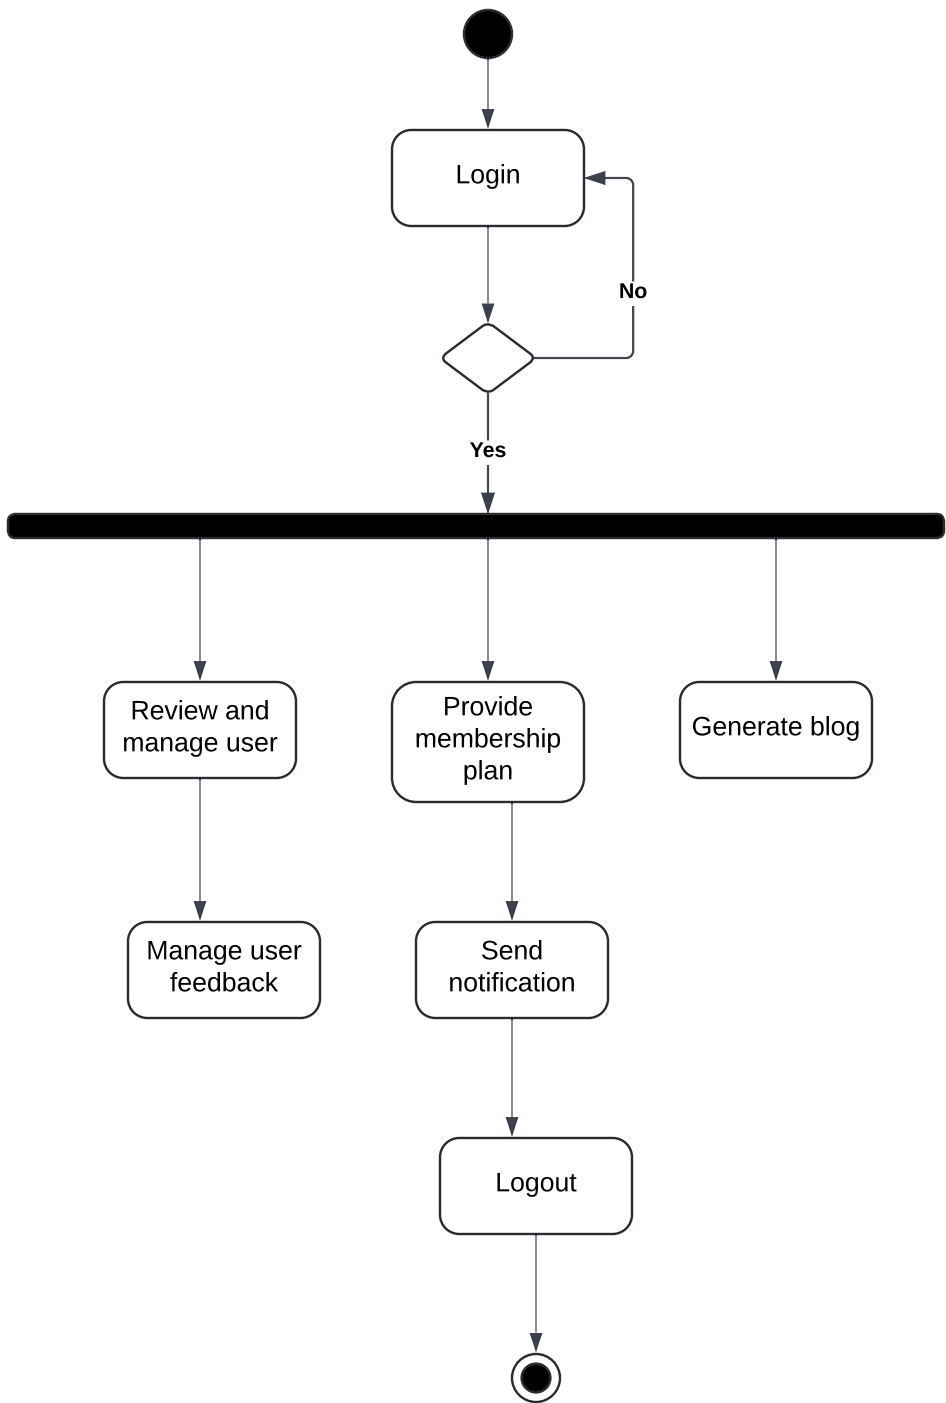 Login
No
Yes
Review and
manage user
Provide
membership
plan
Generate blog
Manage user
feedback
Send
notification
Logout